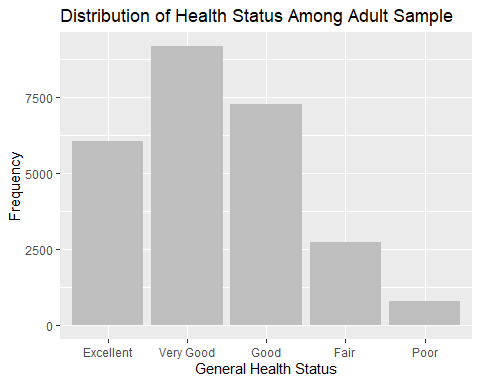 Distribution of Health Status Among Adult Sample
Frequency
7500
5000
2500
0
Excellent Very Good Good Fair Poor
General Health Status